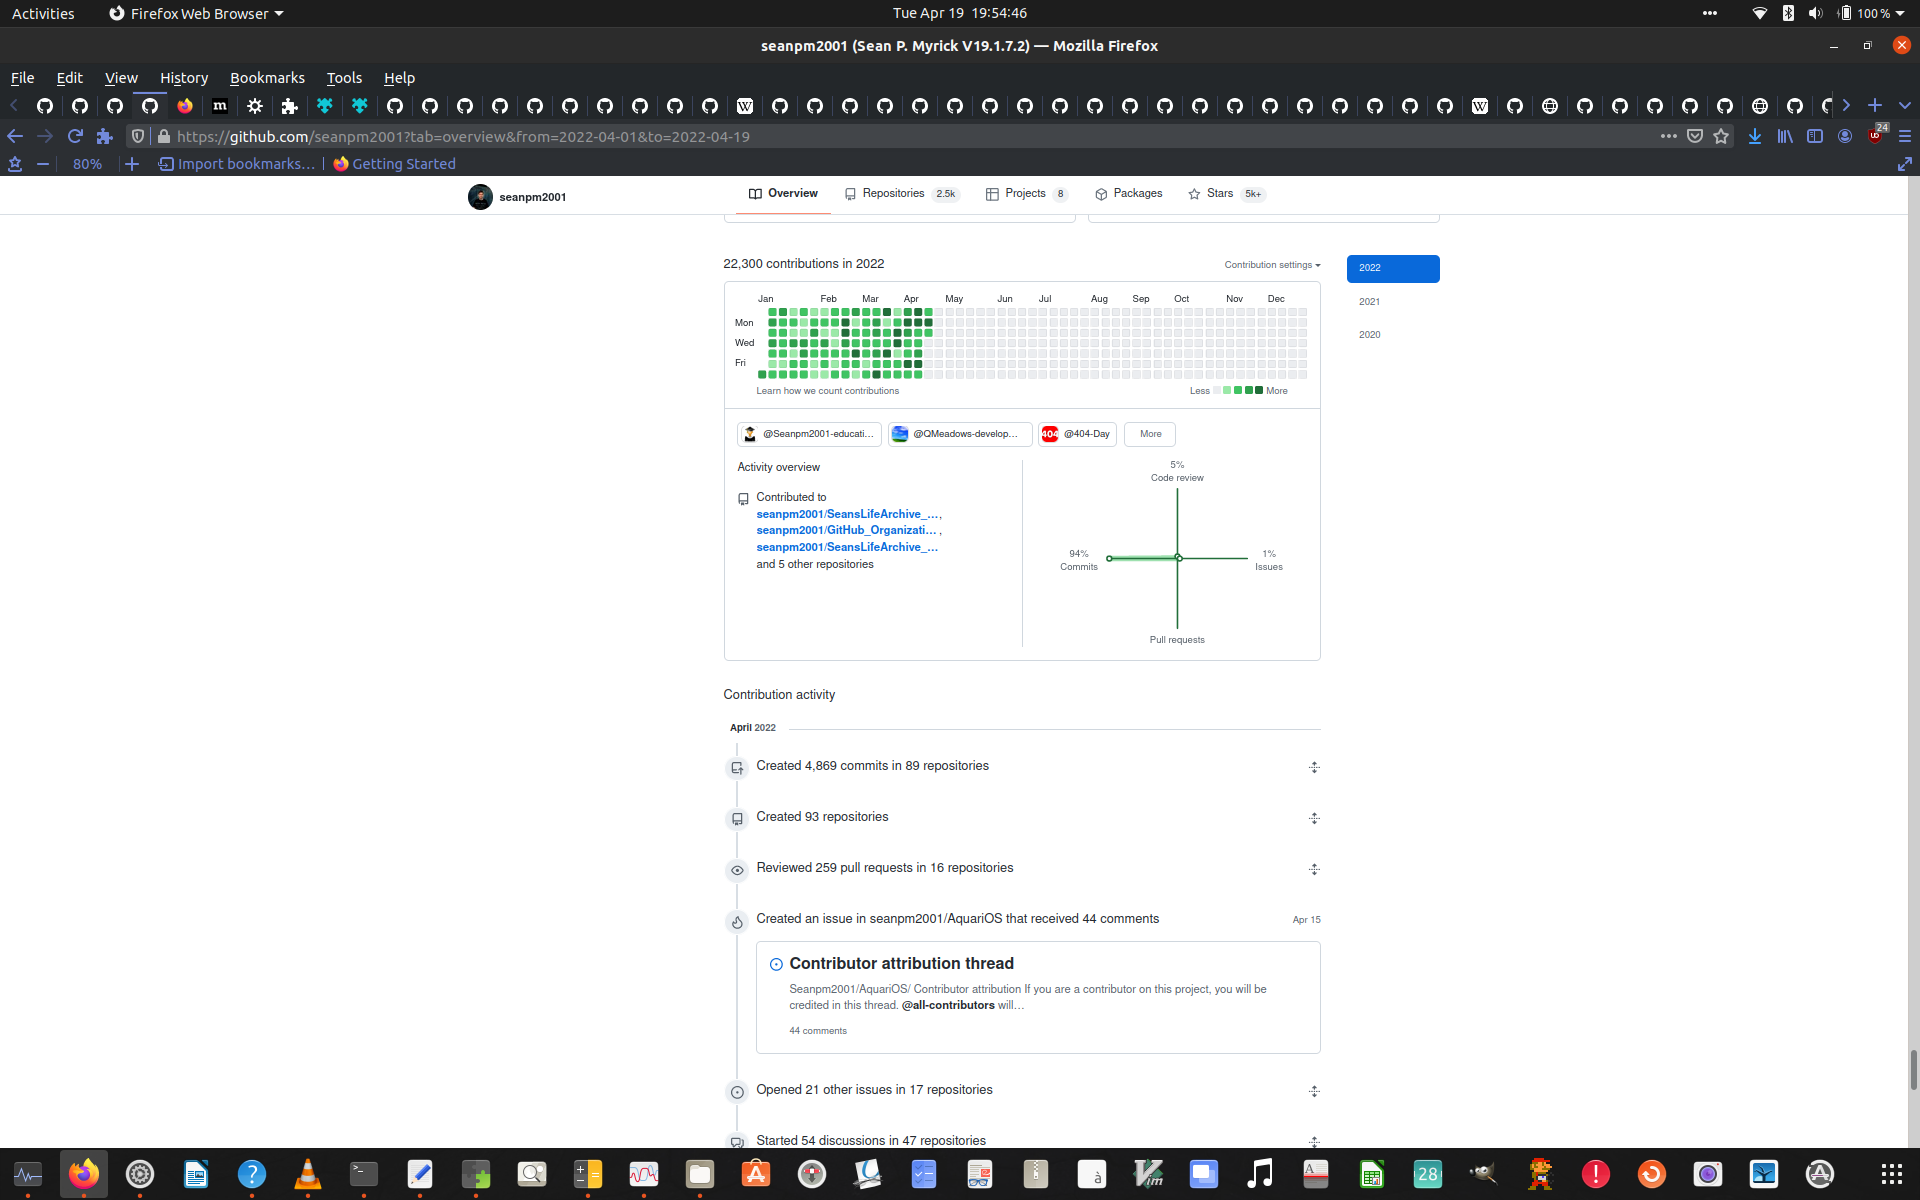 Activities
Firefox Web Browser
Tue Apr 19 19:54:46
100 %
seanpm2001 (Sean P. Myrick V19.1.7.2) — Mozilla Firefox
File Edit View History Bookmarks Tools Help
https://github.com/seanpm2001?tab=overview&from=2022-04-01&to=2022-04-19
24
80%
Import bookmarks...
Getting Started
seanpm2001
Overview
Repositories 2.5k
Projects 8
Packages
Stars 5k+
22,300 contributions in 2022
Contribution settings
2022
2021
2020
Jan Feb Mar Apr May Jun Jul Aug Sep Oct Nov Dec
Mon
Wed
Fri
Learn how we count contributions
Less
More
@Seanpm2001-educati...
@QMeadows-develop...
404
@404-Day
More
Activity overview
Contributed to
seanpm2001/SeansLifeArchive_... ,
seanpm2001/GitHub_Organizati... ,
seanpm2001/SeansLifeArchive_...
and 5 other repositories
5%
Code review
94%
Commits
1%
Issues
Pull requests
Contribution activity
April 2022
Created 4,869 commits in 89 repositories
Created 93 repositories
Reviewed 259 pull requests in 16 repositories
Created an issue in seanpm2001/AquariOS that received 44 comments
Apr 15
Contributor attribution thread
Seanpm2001/AquariOS/ Contributor attribution If you are a contributor on this project, you will be
credited in this thread. @all-contributors will…
44 comments
Opened 21 other issues in 17 repositories
Started 54 discussions in 47 repositories
28